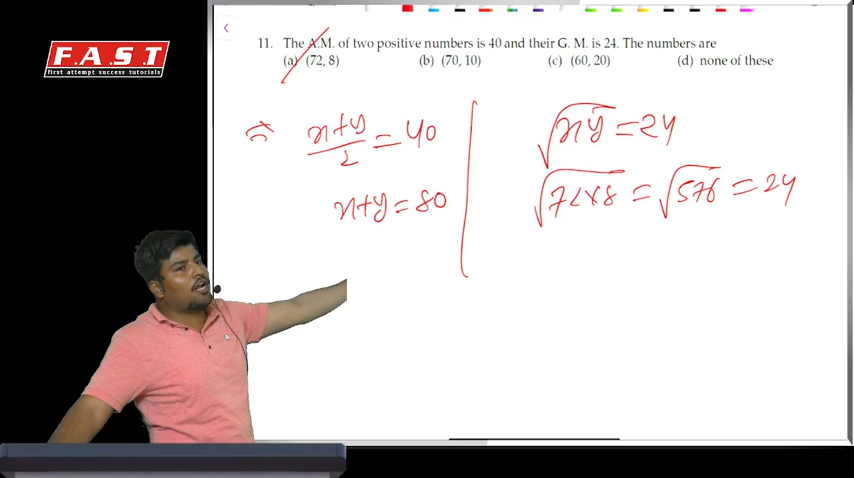 F.A.S.T
first attempt success tutorials
11. The A.M. of two positive numbers is 40 and their G. M. is 24. The numbers are
(a) (72, 8) (b) (70, 10) (c) (60, 20) (d) none of these
x+y/2 = 40
x+y = 80
√xy = 24
√72×8 = √576 = 24